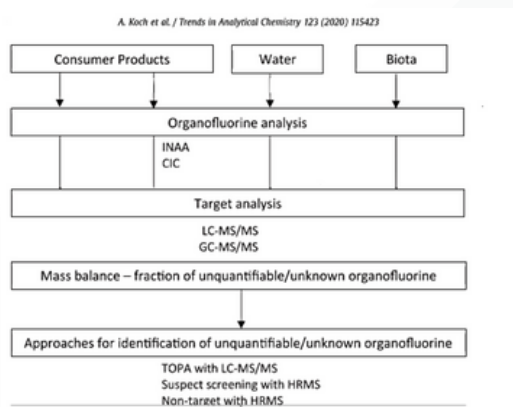 A. Koch et al. / Trends in Analytical Chemistry 123 (2020) 115423
Consumer Products
Water
Biota
Organofluorine analysis
INAA
CIC
Target analysis
LC-MS/MS
GC-MS/MS
Mass balance – fraction of unquantifiable/unknown organofluorine
Approaches for identification of unquantifiable/unknown organofluorine
TOPA with LC-MS/MS
Suspect screening with HRMS
Non-target with HRMS